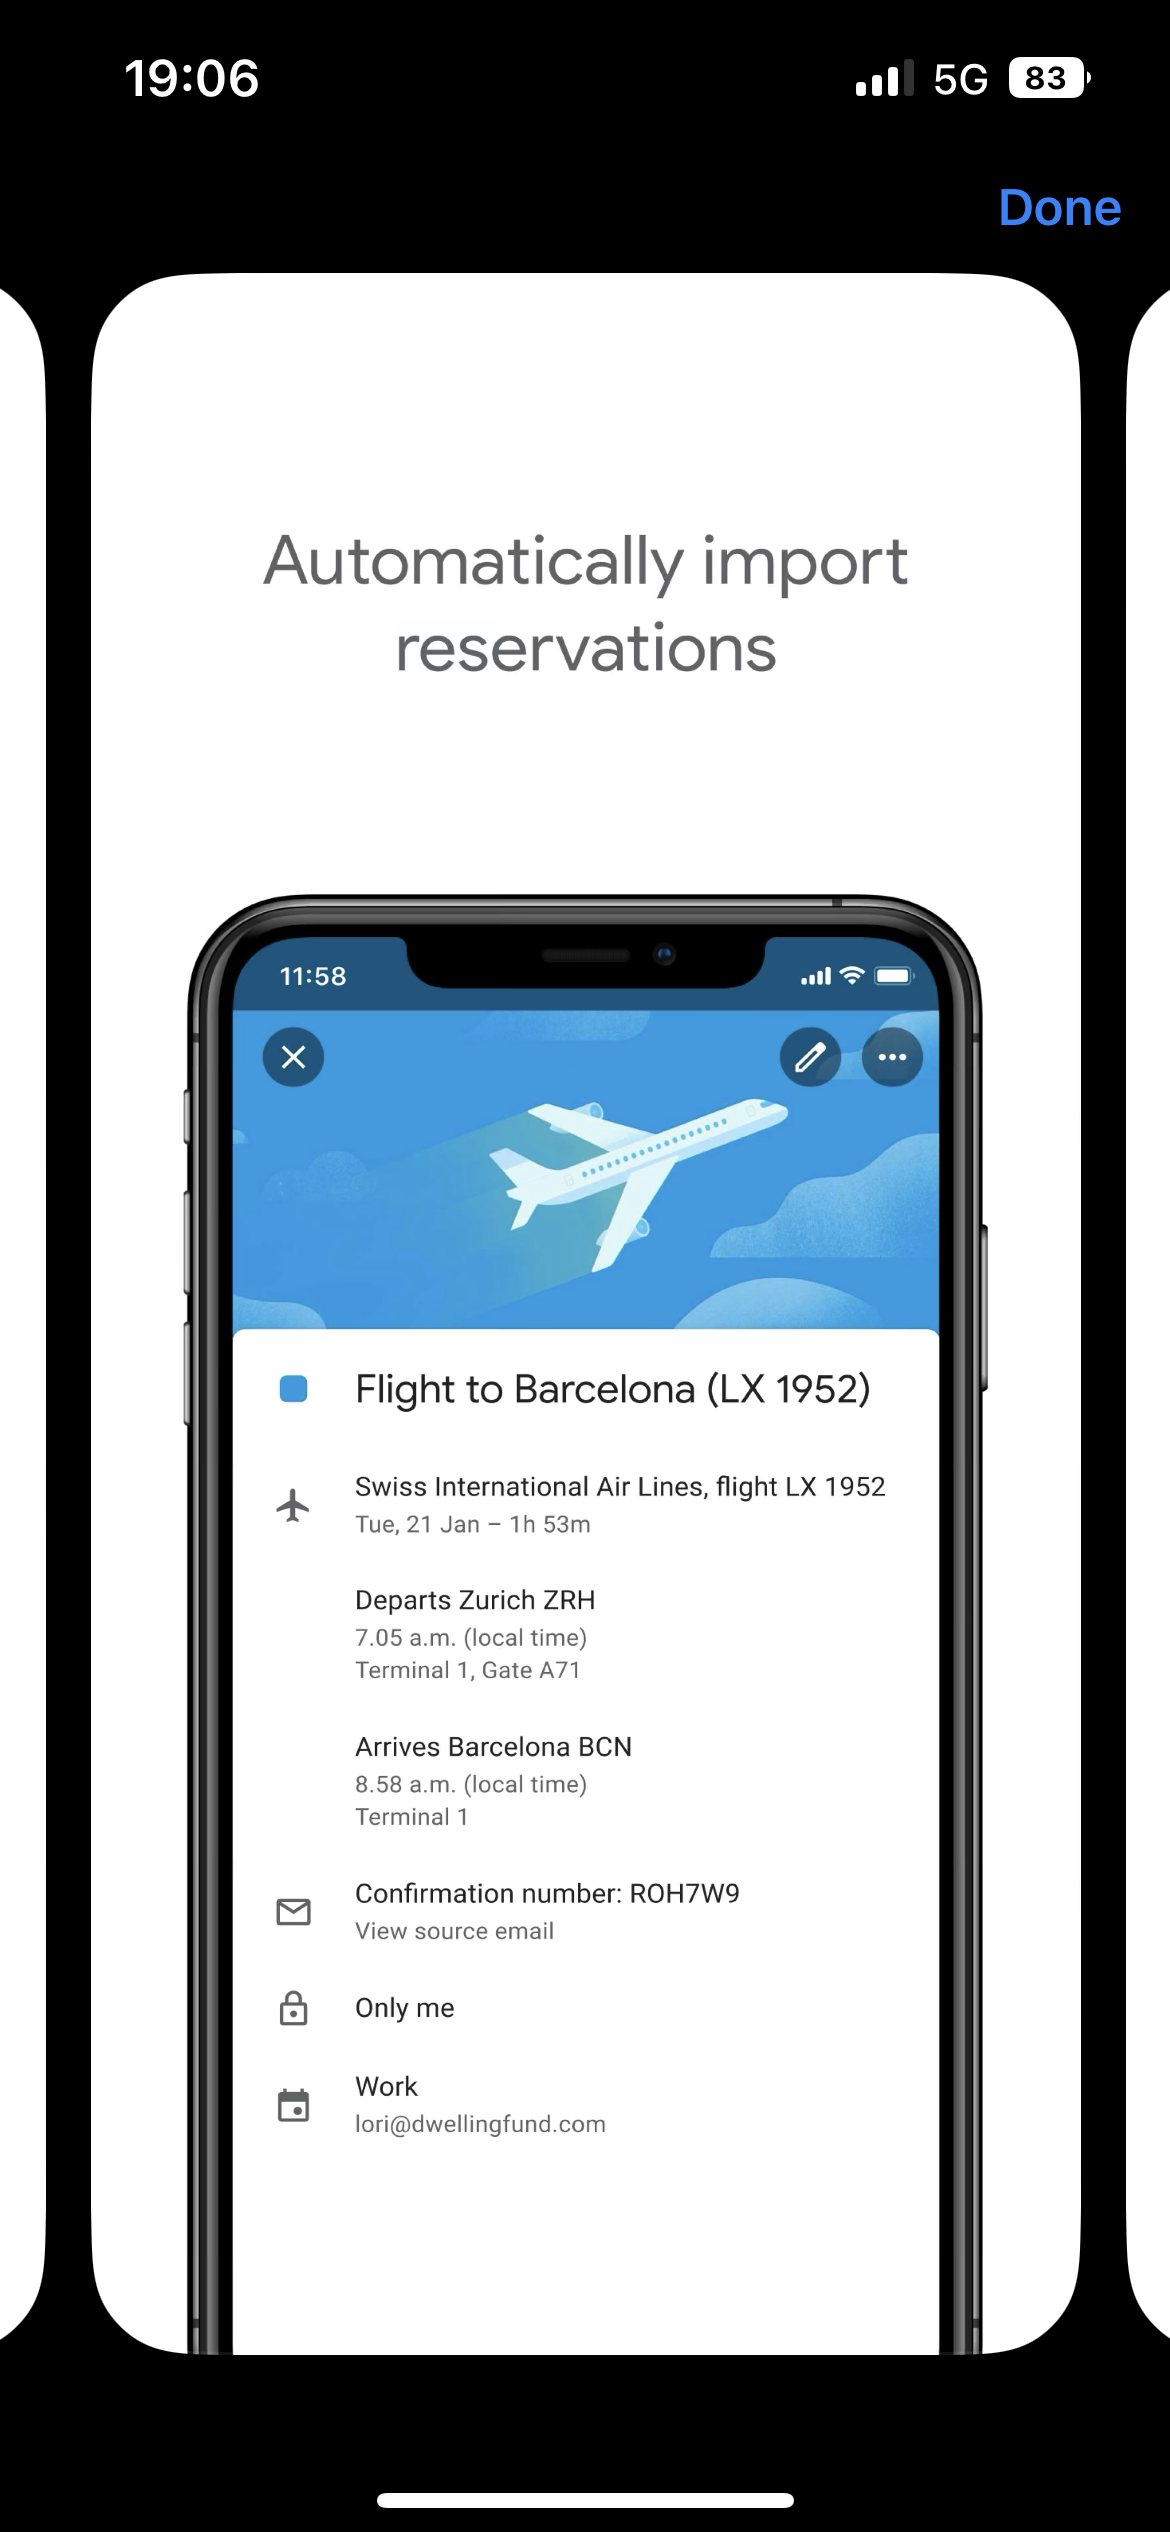 19:06
5G
83
Done
Automatically import
reservations
11:58
Flight to Barcelona (LX 1952)
Swiss International Air Lines, flight LX 1952
Tue, 21 Jan – 1h 53m
Departs Zurich ZRH
7.05 a.m. (local time)
Terminal 1, Gate A71
Arrives Barcelona BCN
8.58 a.m. (local time)
Terminal 1
Confirmation number: ROH7W9
View source email
Only me
Work
lori@dwellingfund.com